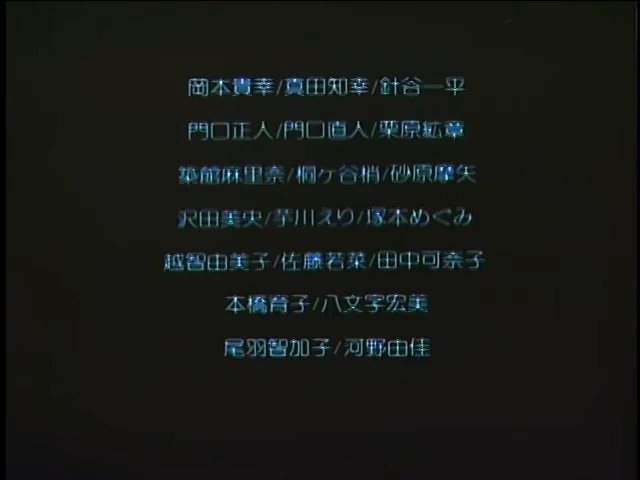 岡本貴幸/真田知幸/針谷一平
門口正人/門口直人/栗原紘章
築館麻里奈/桐ヶ谷梢/砂原摩矢
沢田美央/芋川えり/塚本めぐみ
越智由美子/佐藤若菜/田中可奈子
本橋育子/八文字宏美
尾羽智加子/河野由佳